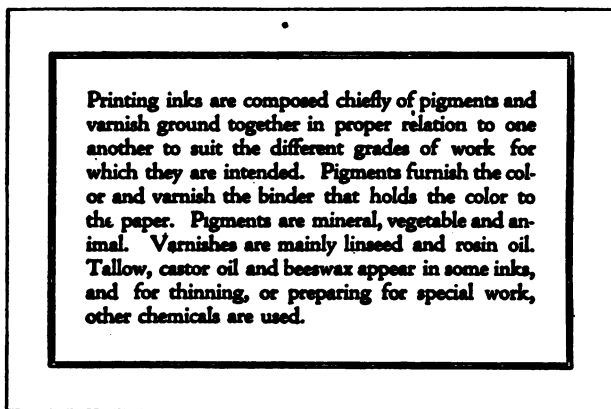 Printing inks are composed chiefly of pigments and
varnish ground together in proper relation to one
another to suit the different grades of work for
which they are intended. Pigments furnish the col-
or and varnish the binder that holds the color to
the paper. Pigments are mineral, vegetable and an-
imal. Varnishes are mainly linseed and rosin oil.
Tallow, castor oil and beeswax appear in some inks,
and for thinning, or preparing for special work,
other chemicals are used.